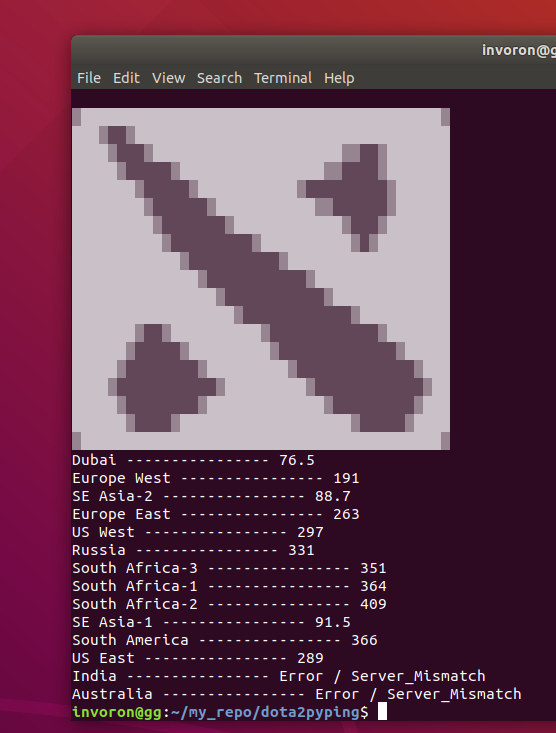 invoron@g
File Edit View Search Terminal Help
Dubai ---------------- 76.5
Europe West ---------------- 191
SE Asia-2 ---------------- 88.7
Europe East ---------------- 263
US West ---------------- 297
Russia ---------------- 331
South Africa-3 ---------------- 351
South Africa-1 ---------------- 364
South Africa-2 ---------------- 409
SE Asia-1 ---------------- 91.5
South America ---------------- 366
US East ---------------- 289
India ---------------- Error / Server_Mismatch
Australia ---------------- Error / Server_Mismatch
invoron@gg:~/my_repo/dota2pyping$